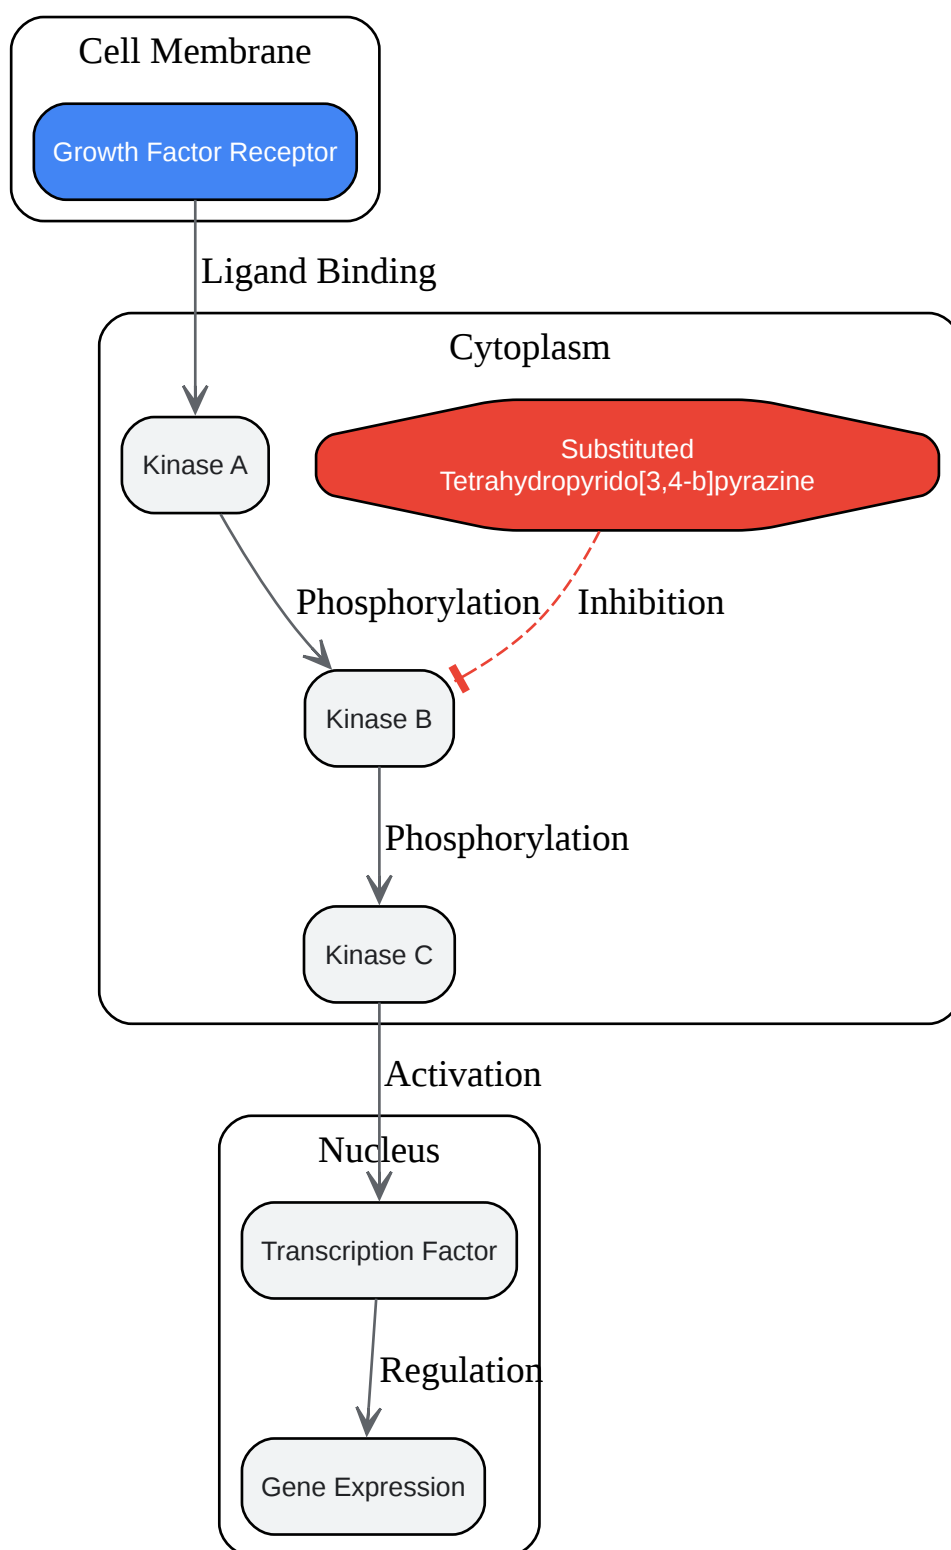 Cell Membrane
Growth Factor Receptor
Ligand Binding
Cytoplasm
Kinase A
Substituted
Tetrahydropyrido[3,4-b]pyrazine
Phosphorylation
Inhibition
Kinase B
Phosphorylation
Kinase C
Activation
Nucleus
Transcription Factor
Regulation
Gene Expression